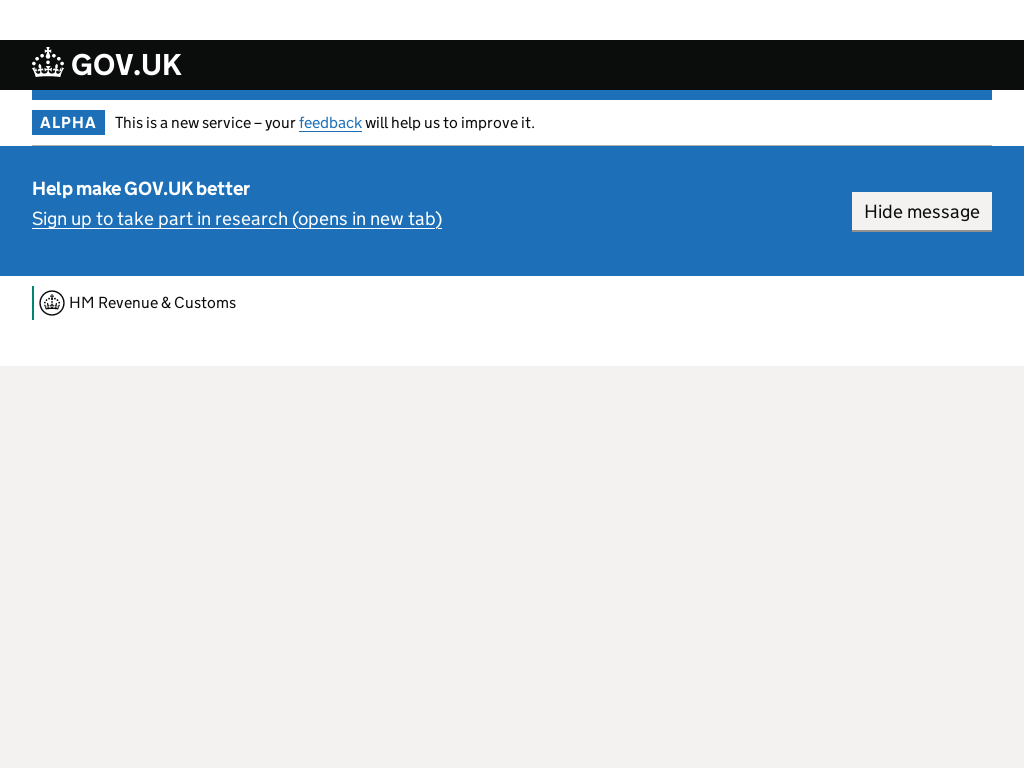 GOV.UK
ALPHA This is a new service – your feedback will help us to improve it.
Help make GOV.UK better
Sign up to take part in research (opens in new tab)
Hide message
HM Revenue & Customs